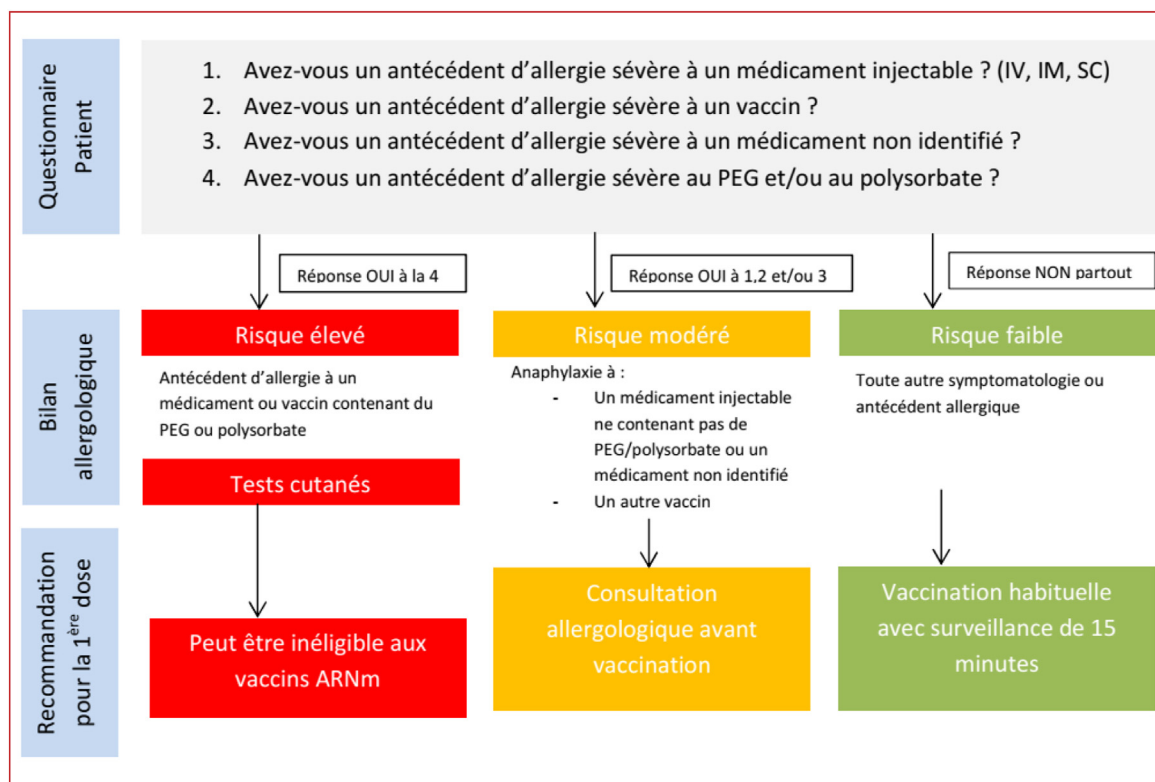 Questionnaire
Patient
1. Avez-vous un antécédent d’allergie sévère à un médicament injectable ? (IV, IM, SC)
2. Avez-vous un antécédent d’allergie sévère à un vaccin ?
3. Avez-vous un antécédent d’allergie sévère à un médicament non identifié ?
4. Avez-vous un antécédent d’allergie sévère au PEG et/ou au polysorbate ?
Réponse OUI à la 4
Réponse OUI à 1,2 et/ou 3
Réponse NON partout
Bilan
allergologique
Risque élevé
Antécédent d’allergie à un
médicament ou vaccin contenant du
PEG ou polysorbate
Tests cutanés
Risque modéré
Anaphylaxie à :
- Un médicament injectable
ne contenant pas de
PEG/polysorbate ou un
médicament non identifié
- Un autre vaccin
Risque faible
Toute autre symptomatologie ou
antécédent allergique
Recommandation
pour la 1ère dose
Peut être inéligible aux
vaccins ARNm
Consultation
allergologique avant
vaccination
Vaccination habituelle
avec surveillance de 15
minutes